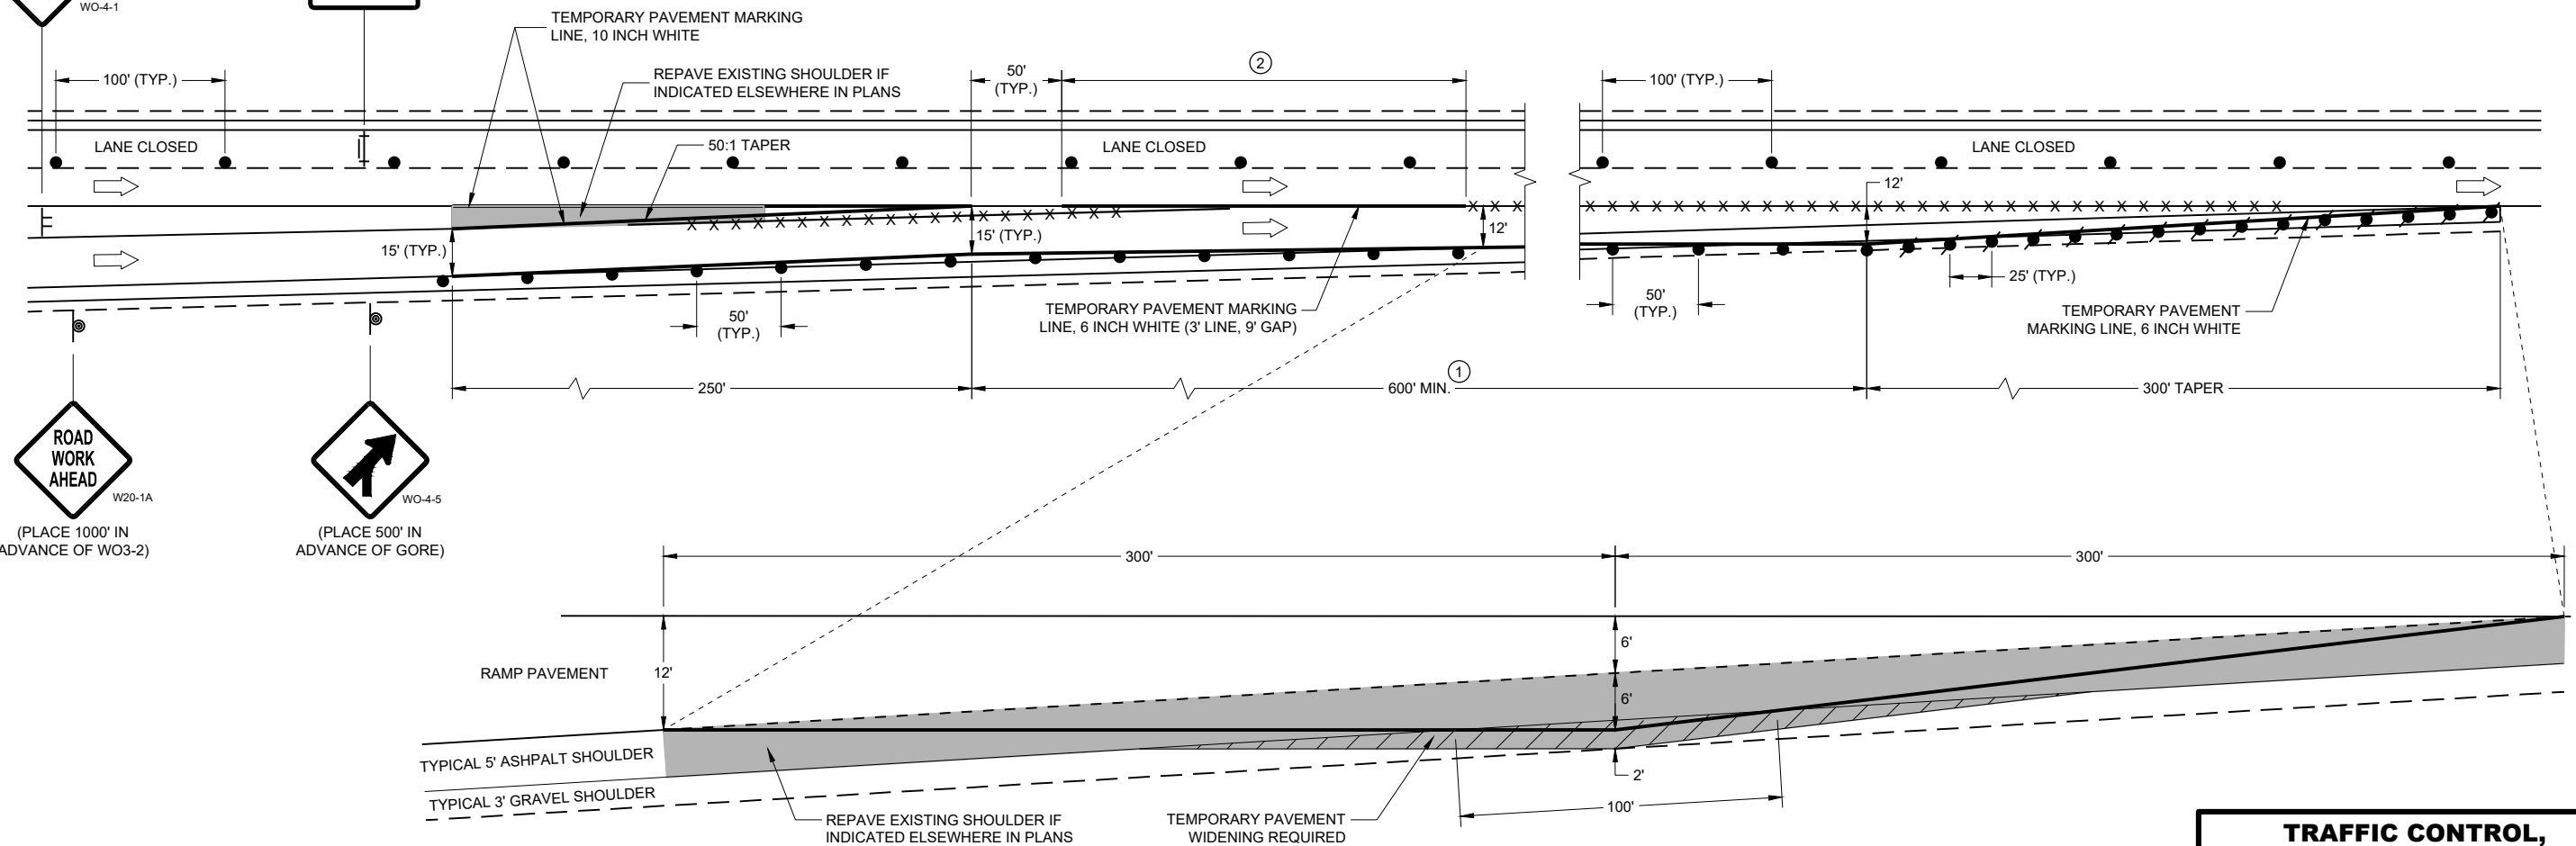 WO-4-1
TEMPORARY PAVEMENT MARKING
LINE, 10 INCH WHITE
100' (TYP.)
REPAVE EXISTING SHOULDER IF
INDICATED ELSEWHERE IN PLANS
50'
(TYP.)
2
100' (TYP.)
LANE CLOSED
50:1 TAPER
LANE CLOSED
LANE CLOSED
12'
X X X X X X X X X X X X X X X X X X X X
X X X
X X X X X X X X X X X X X X X X X X X X X X X X X X X X X X X X
15' (TYP.)
15' (TYP.)
12'
25' (TYP.)
50'
(TYP.)
TEMPORARY PAVEMENT MARKING
LINE, 6 INCH WHITE (3' LINE, 9' GAP)
50'
(TYP.)
TEMPORARY PAVEMENT
MARKING LINE, 6 INCH WHITE
250'
600' MIN.
1
300' TAPER
ROAD
WORK
AHEAD
W20-1A
(PLACE 1000' IN
ADVANCE OF WO3-2)
WO-4-5
(PLACE 500' IN
ADVANCE OF GORE)
300'
300'
RAMP PAVEMENT
12'
6'
6'
TYPICAL 5' ASHPALT SHOULDER
TYPICAL 3' GRAVEL SHOULDER
2'
100'
REPAVE EXISTING SHOULDER IF
INDICATED ELSEWHERE IN PLANS
TEMPORARY PAVEMENT
WIDENING REQUIRED
TRAFFIC CONTROL,